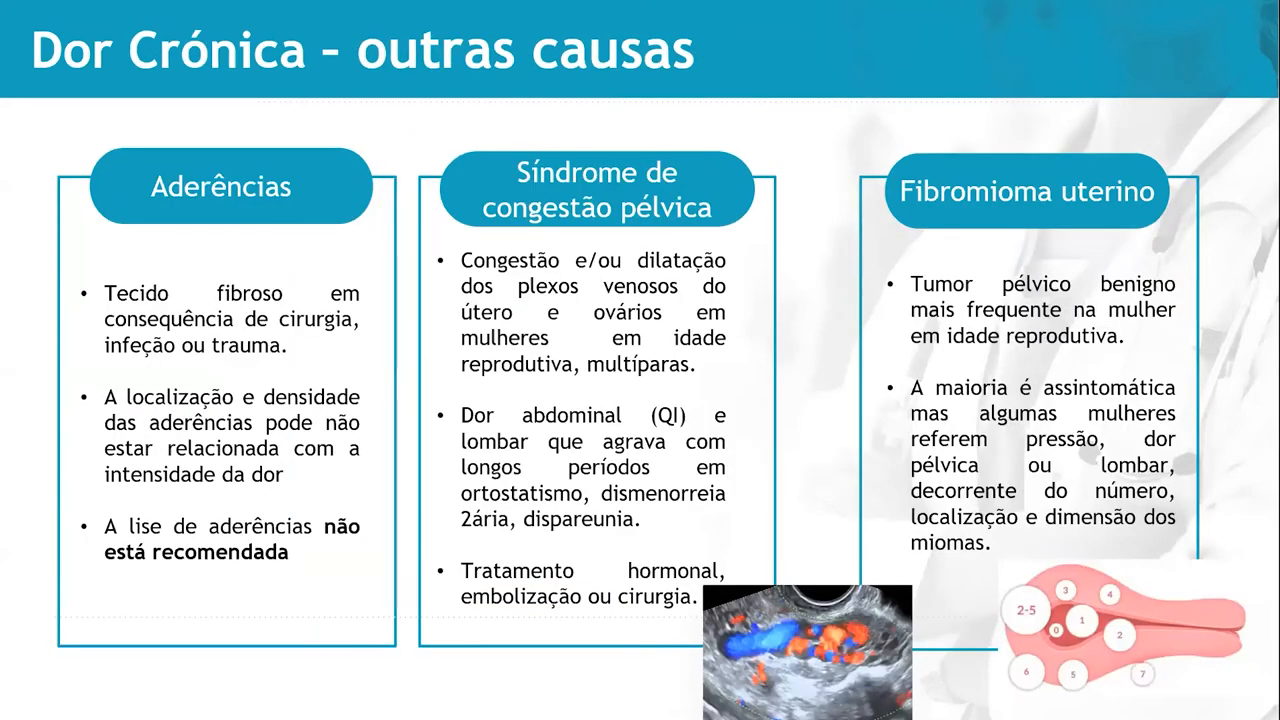 Dor Crónica – outras causas
Aderências
Tecido fibroso em
consequência de cirurgia,
infeção ou trauma.
A localização e densidade
das aderências pode não
estar relacionada com a
intensidade da dor
A lise de aderências não
está recomendada
Síndrome de
congestão pélvica
Congestão e/ou dilatação
dos plexos venosos do
útero e ovários em
mulheres em idade
reprodutiva, multíparas.
Dor abdominal (QI) e
lombar que agrava com
longos períodos em
ortostatismo, dismenorreia
2ária, dispareunia.
Tratamento hormonal,
embolização ou cirurgia.
Fibromioma uterino
Tumor pélvico benigno
mais frequente na mulher
em idade reprodutiva.
A maioria é assintomática
mas algumas mulheres
referem pressão, dor
pélvica ou lombar,
decorrente do número,
localização e dimensão dos
miomas.
3
4
2-5
0
1
2
6
5
7